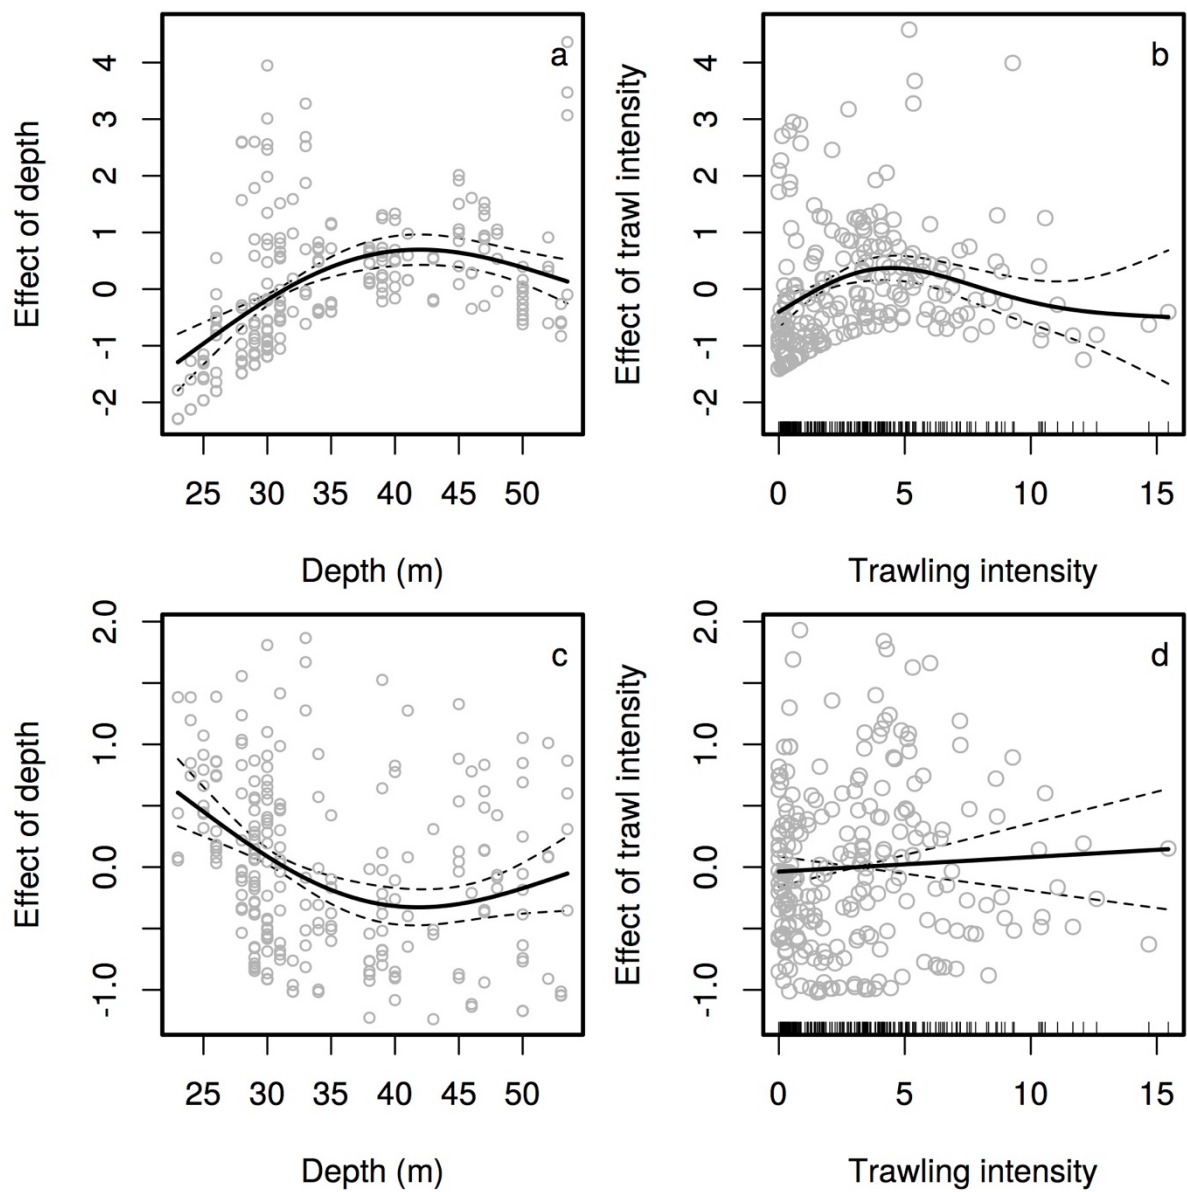 a
Effect of depth
4
3
2
1
0
-1
-2
25 30 35 40 45 50
Depth (m)
b
Effect of trawl intensity
4
3
2
1
0
-1
-2
0 5 10 15
Trawling intensity
c
Effect of depth
2.0
1.0
0.0
-1.0
25 30 35 40 45 50
Depth (m)
d
Effect of trawl intensity
2.0
1.0
0.0
-1.0
0 5 10 15
Trawling intensity